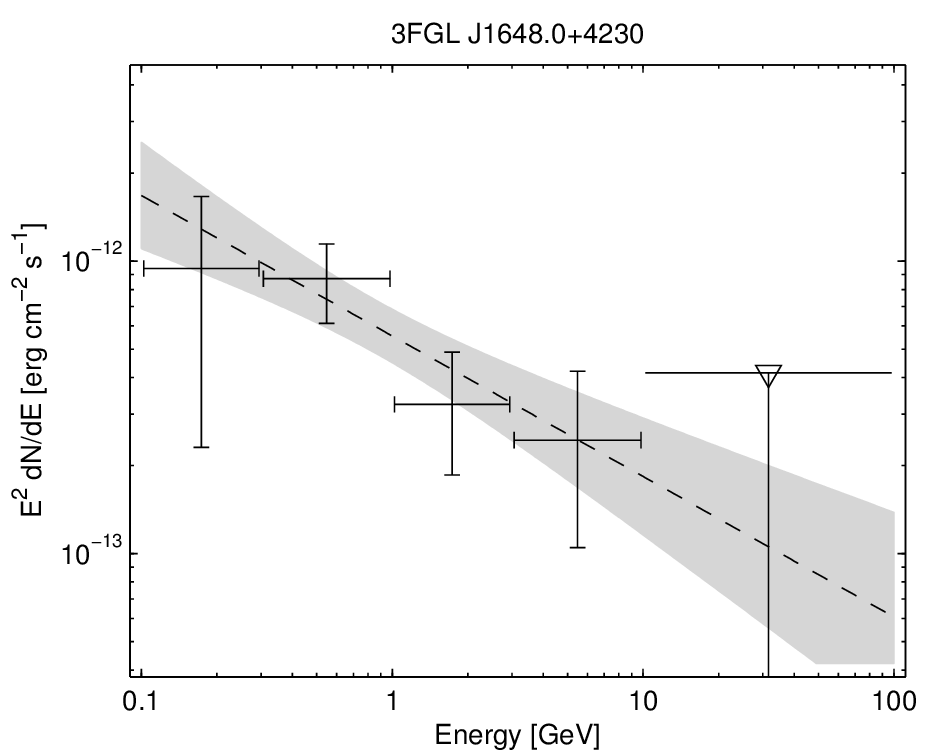 3FGL J1648.0+4230
E² dN/dE [erg cm⁻² s⁻¹]
10⁻¹²
10⁻¹³
0.1 1 10 100
Energy [GeV]